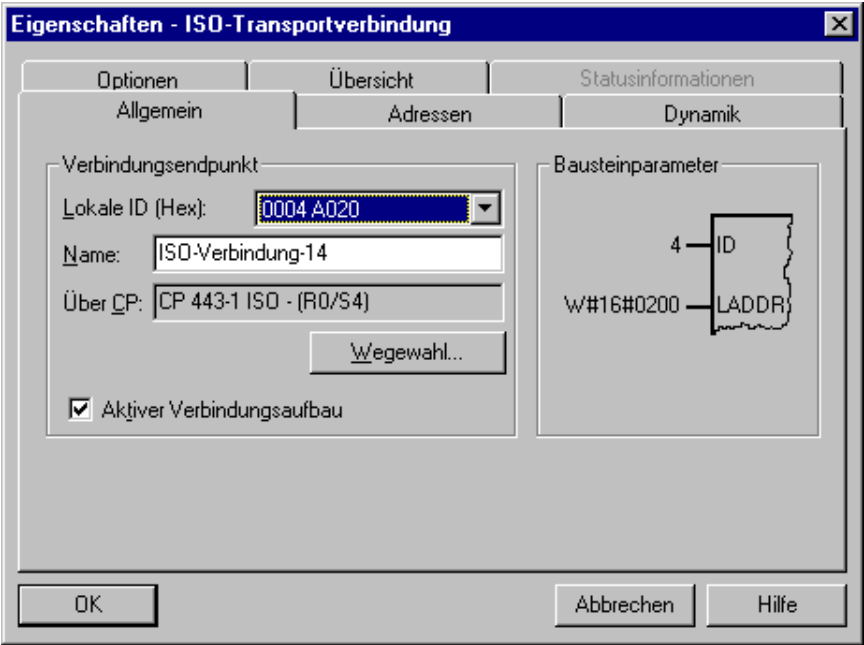 Eigenschaften - ISO-Transportverbindung
Optionen
Übersicht
Statusinformationen
Allgemein
Adressen
Dynamik
Verbindungsendpunkt
Lokale ID (Hex):
0004 A020
Name:
ISO-Verbindung-14
Über CP:
CP 443-1 ISO - (R0/S4)
Wegewahl...
Aktiver Verbindungsaufbau
Bausteinparameter
4
ID
W#16#0200
LADDR
OK
Abbrechen
Hilfe